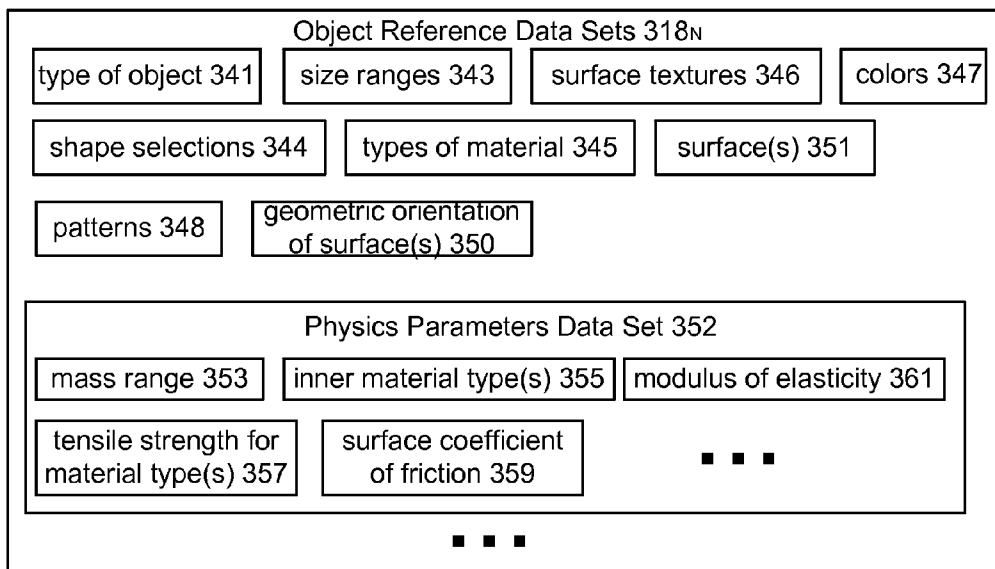 Object Reference Data Sets 318N
type of object 341
size ranges 343
surface textures 346
colors 347
shape selections 344
types of material 345
surface(s) 351
patterns 348
geometric orientation
of surface(s) 350
Physics Parameters Data Set 352
mass range 353
inner material type(s) 355
modulus of elasticity 361
tensile strength for
material type(s) 357
surface coefficient
of friction 359